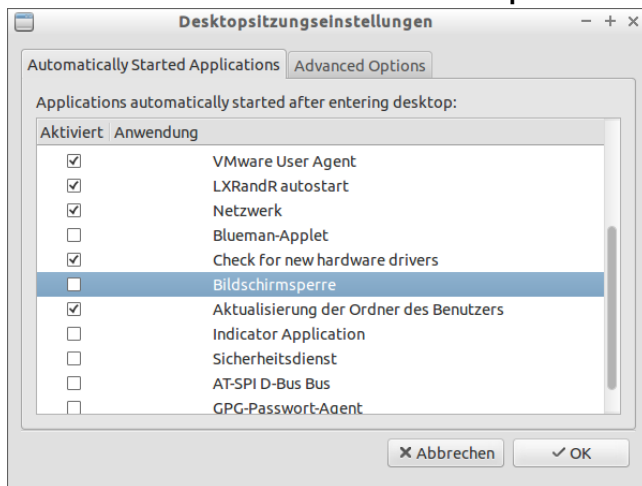 Desktopsitzungseinstellungen
Automatically Started Applications Advanced Options
Applications automatically started after entering desktop:
Aktiviert Anwendung
VMware User Agent
LXRandR autostart
Netzwerk
Blueman-Applet
Check for new hardware drivers
Bildschirmsperre
Aktualisierung der Ordner des Benutzers
Indicator Application
Sicherheitsdienst
AT-SPI D-Bus Bus
GPG-Passwort-Agent
Abbrechen OK